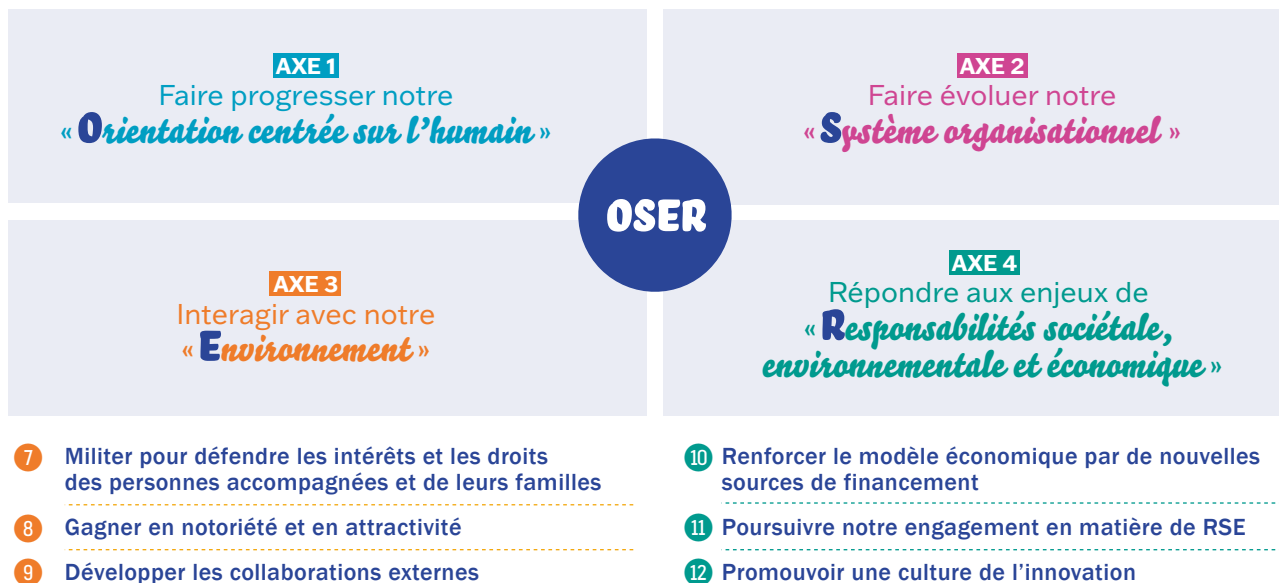 AXE 1
Faire progresser notre
« Orientation centrée sur l’humain »
AXE 2
Faire évoluer notre
« Système organisationnel »
OSER
AXE 3
Interagir avec notre
« Environnement »
AXE 4
Répondre aux enjeux de
« Responsabilités sociétale,
environnementale et économique »
7 Militer pour défendre les intérêts et les droits
des personnes accompagnées et de leurs familles
8 Gagner en notoriété et en attractivité
9 Développer les collaborations externes
10 Renforcer le modèle économique par de nouvelles
sources de financement
11 Poursuivre notre engagement en matière de RSE
12 Promouvoir une culture de l’innovation